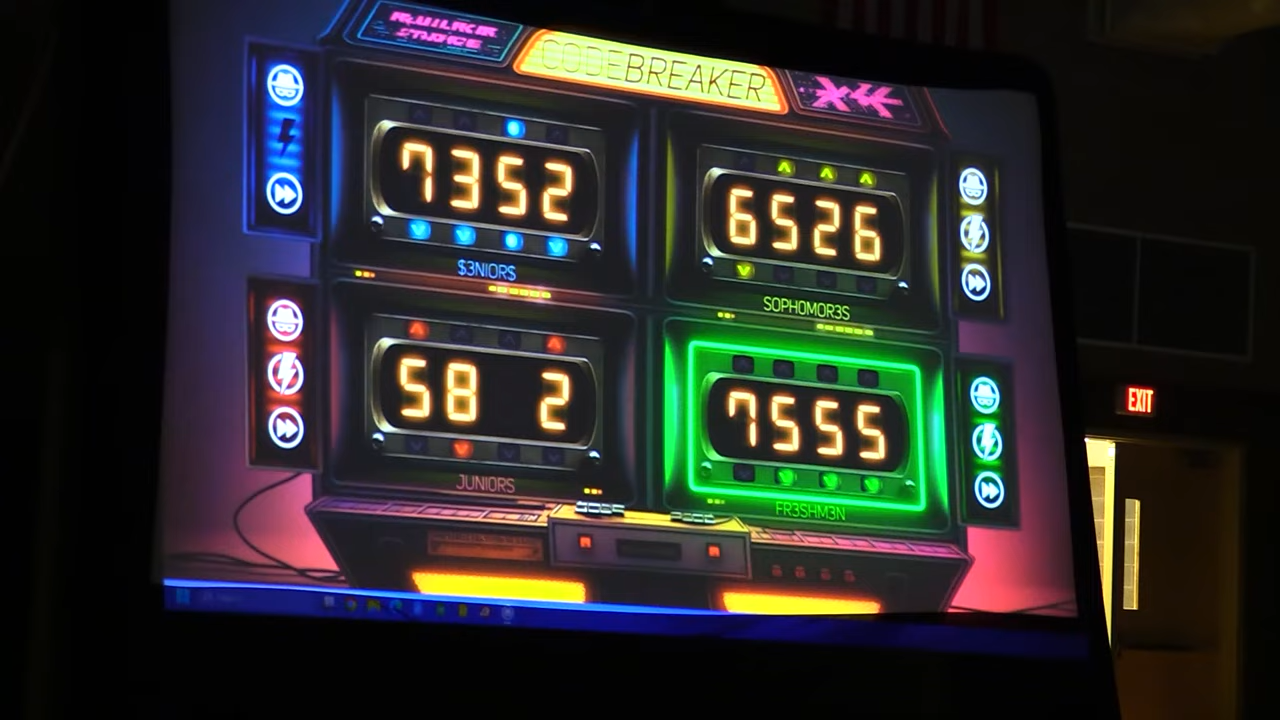 CODEBREAKER
7352
$3NIOR$
6526
SOPHOMOR3S
58 2
JUNIORS
7555
FR3SHM3N
EXIT